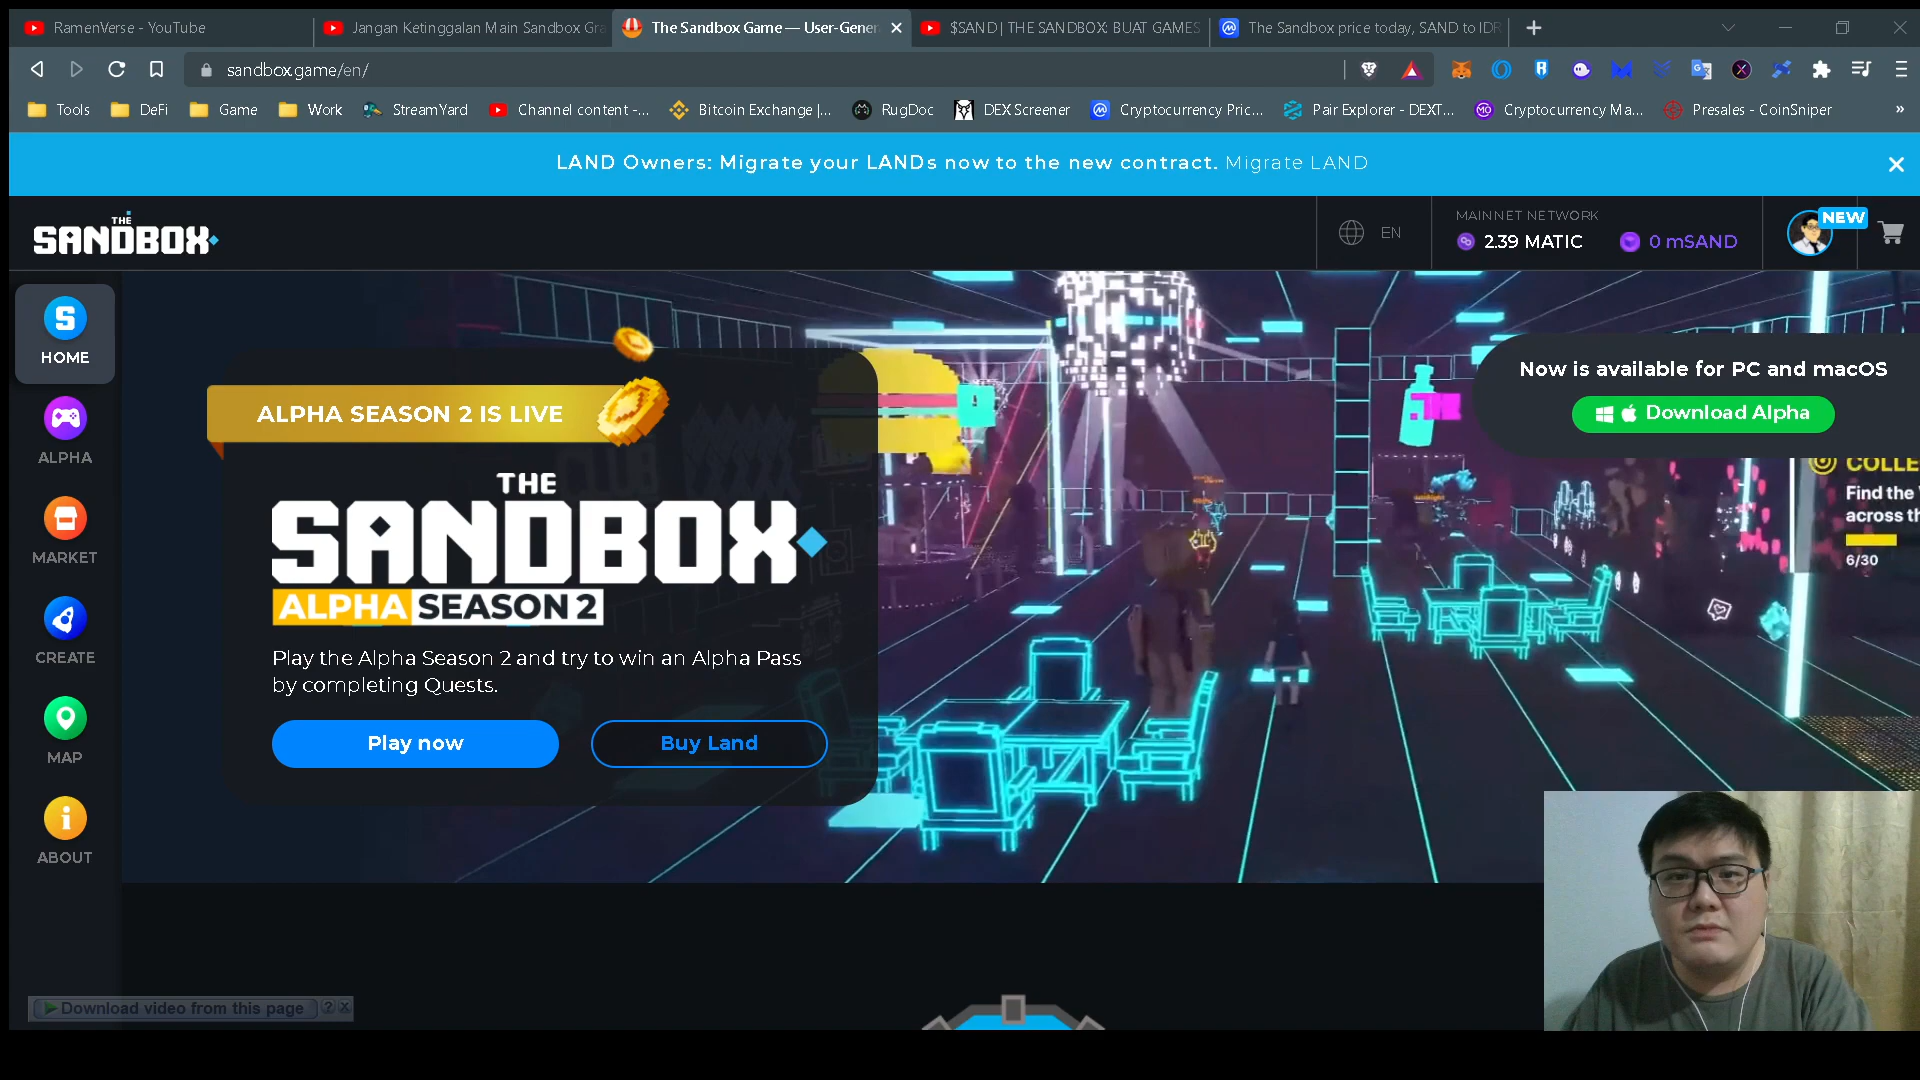 RamenVerse - YouTube
Jangan Ketinggalan Main Sandbox Gra
The Sandbox Game — User-Gener
$SAND | THE SANDBOX: BUAT GAMES
The Sandbox price today, SAND to IDR
sandbox.game/en/
Tools
DeFi
Game
Work
StreamYard
Channel content -...
Bitcoin Exchange |...
RugDoc
DEX Screener
Cryptocurrency Pric...
Pair Explorer - DEXT...
Cryptocurrency Ma...
Presales - CoinSniper
»
LAND Owners: Migrate your LANDs now to the new contract. Migrate LAND
THE
SANDBOX
EN
MAINNET NETWORK
2.39 MATIC
0 mSAND
NEW
HOME
ALPHA
MARKET
CREATE
MAP
ABOUT
ALPHA SEASON 2 IS LIVE
THE
SANDBOX
ALPHA SEASON 2
Play the Alpha Season 2 and try to win an Alpha Pass
by completing Quests.
Play now
Buy Land
Now is available for PC and macOS
Download Alpha
COLLE
Find the
across th
6/30
Download video from this page